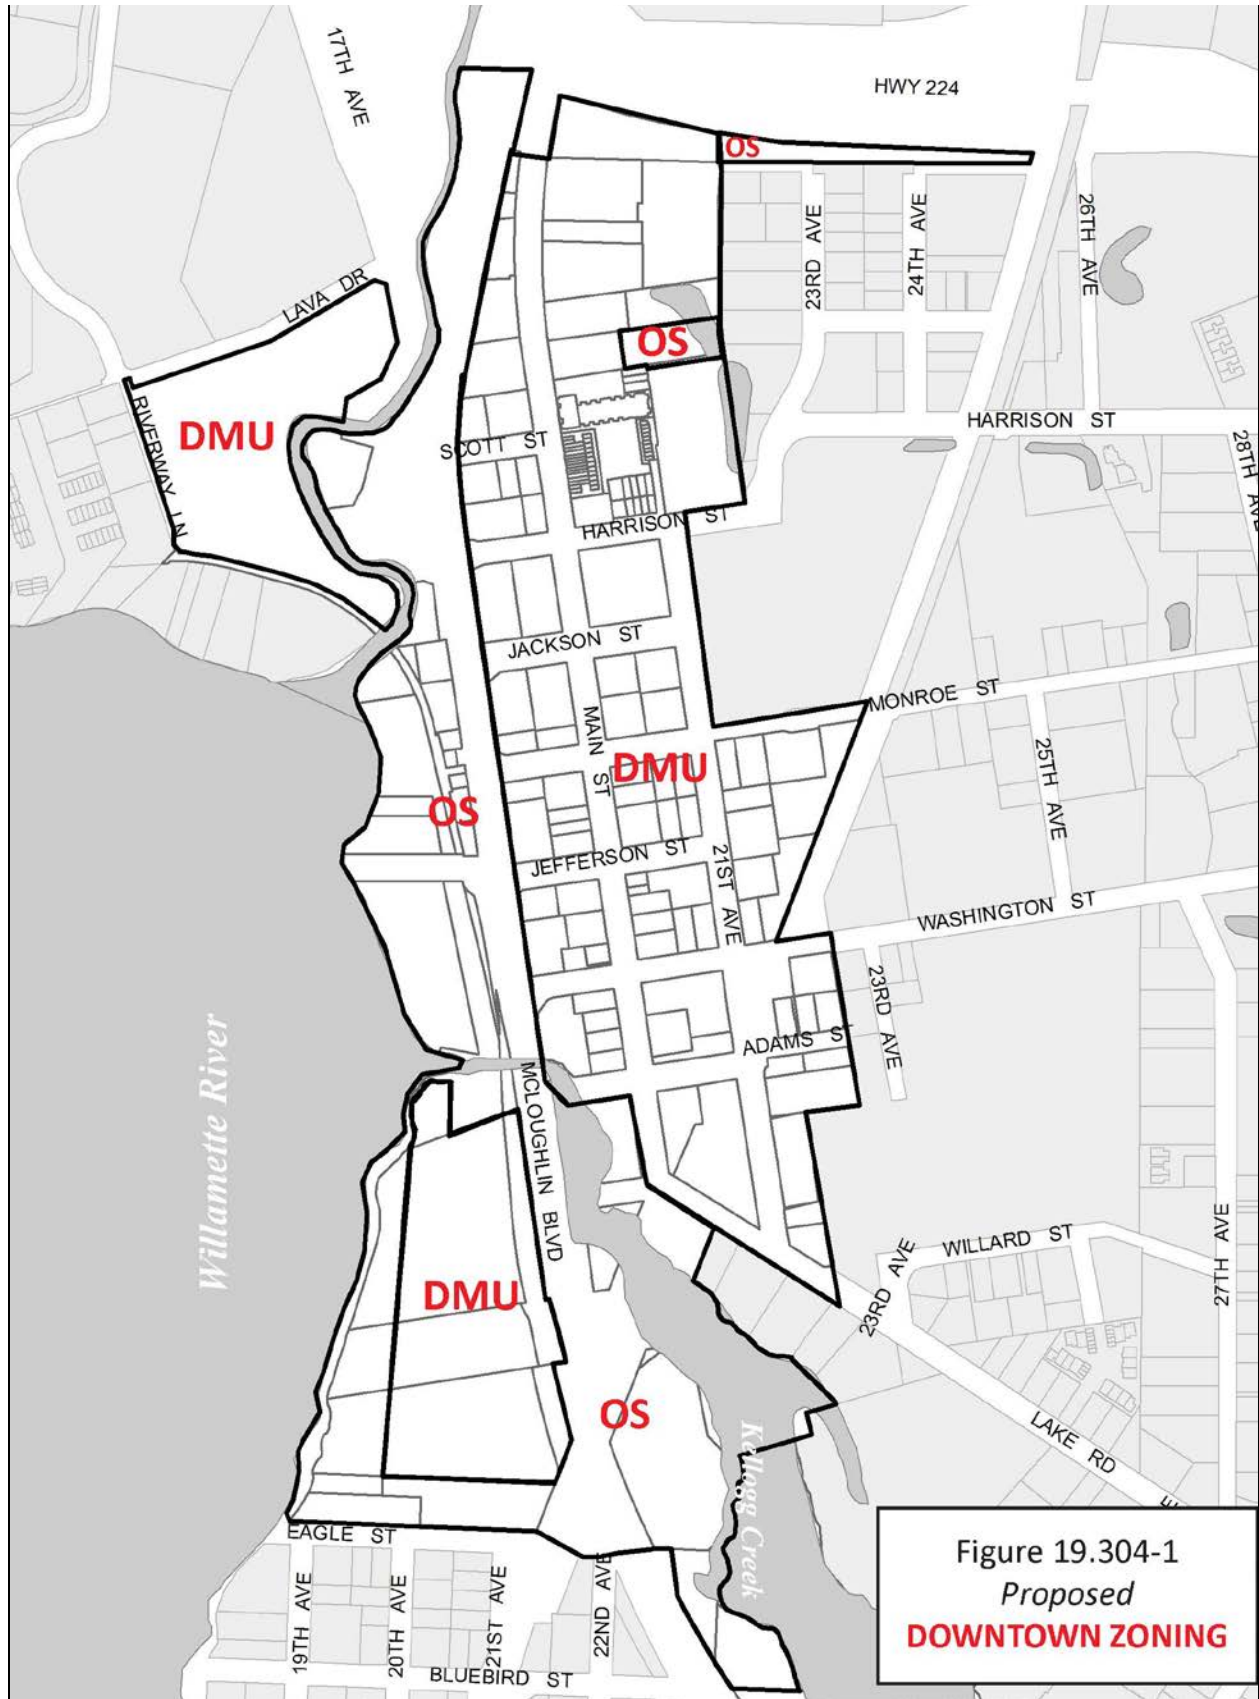 17TH AVE
HWY 224
OS
LAVA DR
23RD AVE
24TH AVE
26TH AVE
OS
DMU
RIVERWAY LN
SCOTT ST
HARRISON ST
28TH AVE
HARRISON ST
JACKSON ST
MONROE ST
MAIN ST
DMU
25TH AVE
OS
JEFFERSON ST
21ST AVE
WASHINGTON ST
23RD AVE
ADAMS ST
Willamette River
MCLOUGHLIN BLVD
WILLARD ST
27TH AVE
23RD AVE
DMU
OS
LAKE RD
Kellogg Creek
EAGLE ST
19TH AVE
20TH AVE
21ST AVE
22ND AVE
BLUEBIRD ST
Figure 19.304-1
Proposed
DOWNTOWN ZONING